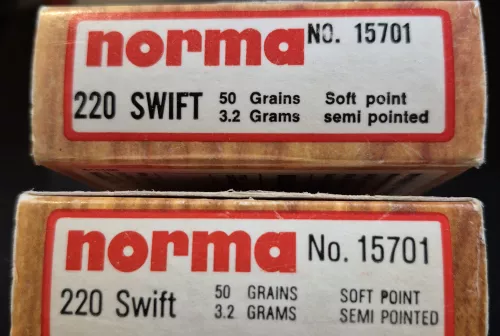 norma NO. 15701
220 SWIFT 50 Grains Soft point
3.2 Grams semi pointed
norma No. 15701
220 Swift 50 GRAINS SOFT POINT
3.2 GRAMS SEMI POINTED